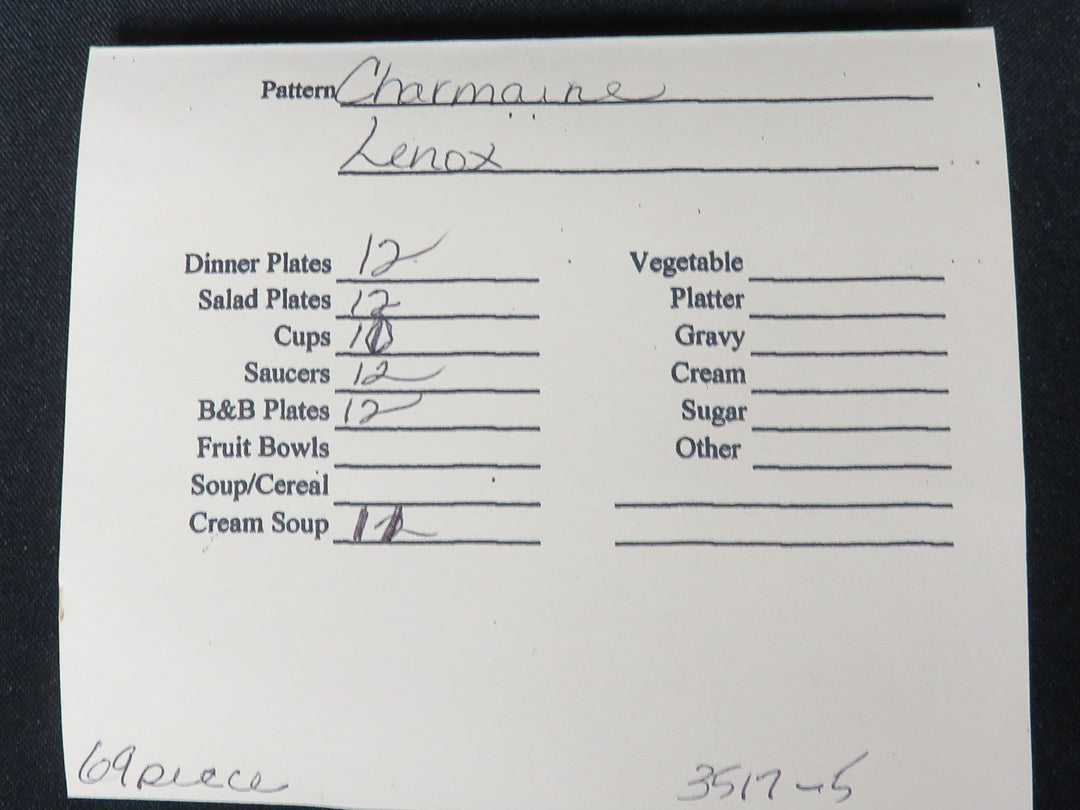 Pattern Charmaine
Lenox
Dinner Plates 12
Salad Plates 12
Cups 10
Saucers 12
B&B Plates 12
Fruit Bowls
Soup/Cereal
Cream Soup 11
Vegetable
Platter
Gravy
Cream
Sugar
Other
69 piece
3517-5